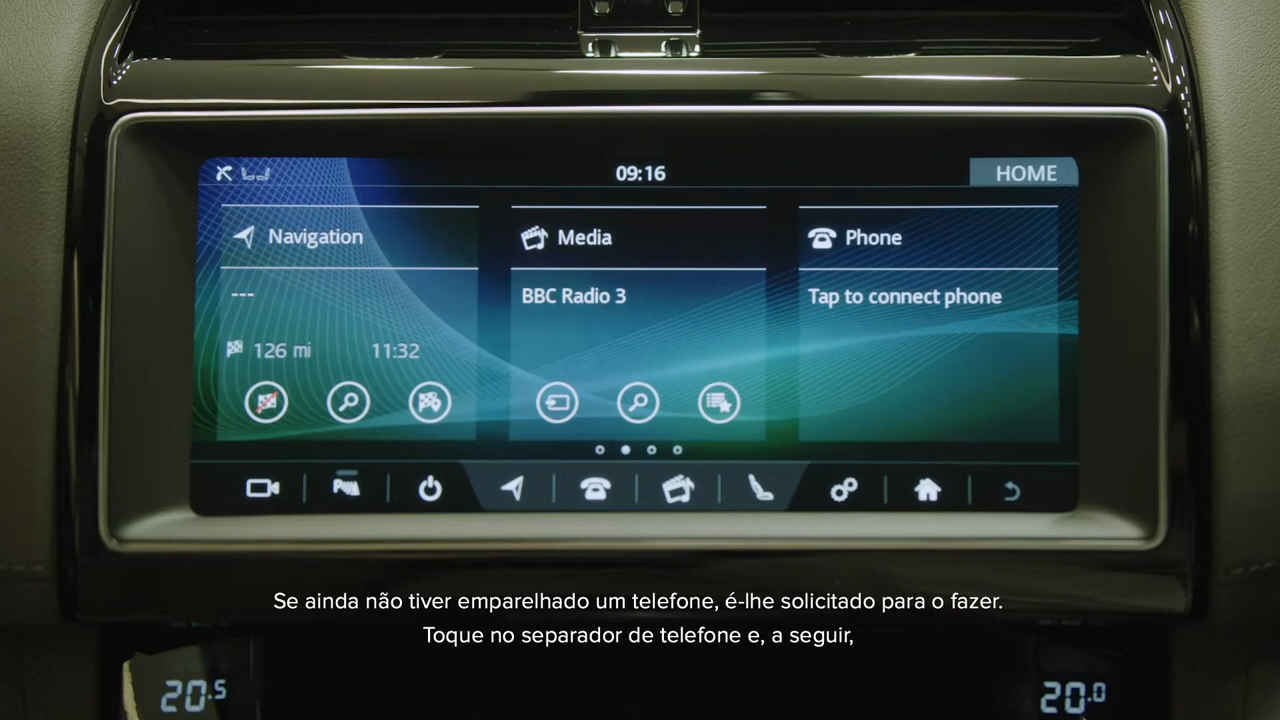 09:16
HOME
Navigation
Media
Phone
---
BBC Radio 3
Tap to connect phone
126 mi
11:32
Se ainda não tiver emparelhado um telefone, é-lhe solicitado para o fazer.
Toque no separador de telefone e, a seguir,
20.5
20.0